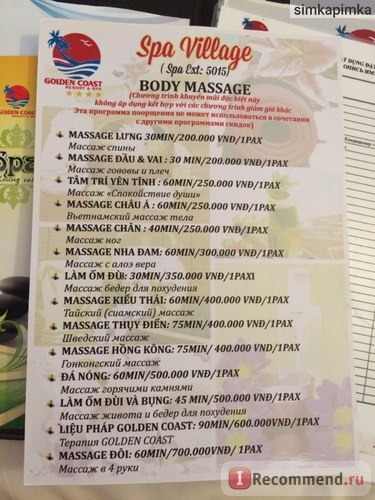 simkapimka
Spa Village
( Spa Ext: 5015)
GOLDEN COAST
RESORT & SPA
BODY MASSAGE
(Chương trình khuyến mãi đặc biệt này
không áp dụng kết hợp với các chương trình giảm giá khác
Эта программа поощрения не может использоваться в сочетании
с другими программами скидок)
MASSAGE LƯNG 30MIN/200.000 VNĐ/1PAX
Массаж спины
MASSAGE ĐẦU & VAI : 30 MIN/200.000 VNĐ/1PAX
Массаж гововы и плеч
TÂM TRÍ YÊN TĨNH : 60MIN/250.000 VNĐ/1PAX
Массаж «Спокойствие души»
MASSAGE CHÂU Á : 60MIN/250.000 VNĐ/1PAX
Вьетнамский массаж тела
MASSAGE CHÂN : 40MIN/250.000 VNĐ/1PAX
Массаж ног
MASSAGE NHA ĐAM: 60MIN/300.000 VNĐ/1PAX
Массаж с алоэ вера
LÀM ỐM ĐÙI: 30MIN/350.000 VNĐ/1PAXI
Массаж бедер для похудения
MASSAGE KIỂU THÁI: 60MIN/400.000 VNĐ/1PAX
Тайский (сиамский) массаж
MASSAGE THỤY ĐIỂN: 75MIN/400.000 VNĐ/1PAX
Шведский массаж
MASSAGE HỒNG KÔNG: 75MIN/ 400.000 VNĐ/1PAX
Гонконгский массаж
ĐÁ NÓNG: 60MIN/500.000 VNĐ/1PAX
Массаж горячими камнями
LÀM ỐM ĐÙI VÀ BỤNG: 45 MIN/500.000 VNĐ/1PAX
Массаж живота и бедер для похудения
LIỆU PHÁP GOLDEN COAST: 90MIN/600.000VNĐ/1PAX
Терапия GOLDEN COAST
MASSAGE ĐÔI: 60MIN/700.000VNĐ/ 1PAX
Массаж в 4 руки
I Recommend.ru